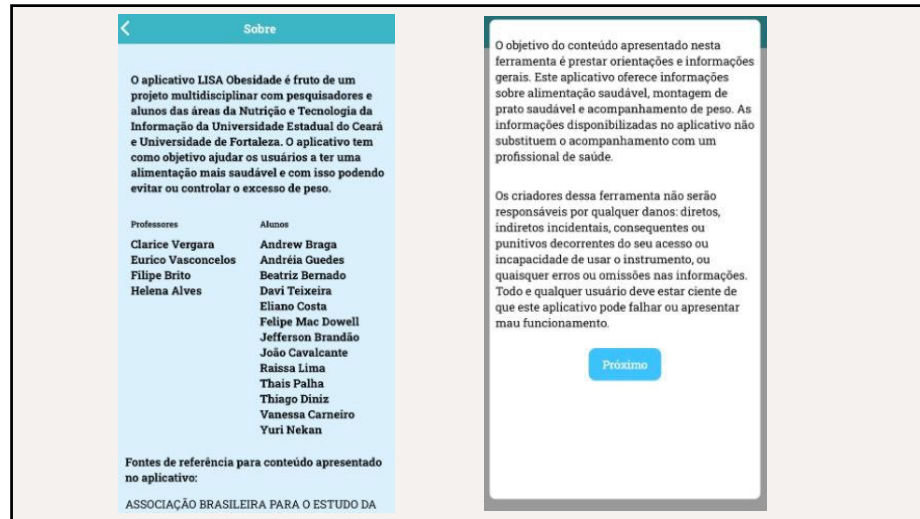 Sobre
O aplicativo LISA Obesidade é fruto de um
projeto multidisciplinar com pesquisadores e
alunos das áreas da Nutrição e Tecnologia da
Informação da Universidade Estadual do Ceará
e Universidade de Fortaleza. O aplicativo tem
como objetivo ajudar os usuários a ter uma
alimentação mais saudável e com isso podendo
evitar ou controlar o excesso de peso.
Professores
Clarice Vergara
Eurico Vasconcelos
Filipe Brito
Helena Alves
Alunos
Andrew Braga
Andréia Guedes
Beatriz Bernado
Davi Teixeira
Eliano Costa
Felipe Mac Dowell
Jefferson Brandão
João Cavalcante
Raissa Lima
Thais Palha
Thiago Diniz
Vanessa Carneiro
Yuri Nekan
Fontes de referência para conteúdo apresentado
no aplicativo:
ASSOCIAÇÃO BRASILEIRA PARA O ESTUDO DA
O objetivo do conteúdo apresentado nesta
ferramenta é prestar orientações e informações
gerais. Este aplicativo oferece informações
sobre alimentação saudável, montagem de
prato saudável e acompanhamento de peso. As
informações disponibilizadas no aplicativo não
substituem o acompanhamento com um
profissional de saúde.
Os criadores dessa ferramenta não serão
responsáveis por qualquer danos: diretos,
indiretos incidentais, consequentes ou
punitivos decorrentes do seu acesso ou
incapacidade de usar o instrumento, ou
quaisquer erros ou omissões nas informações.
Todo e qualquer usuário deve estar ciente de
que este aplicativo pode falhar ou apresentar
mau funcionamento.
Próximo